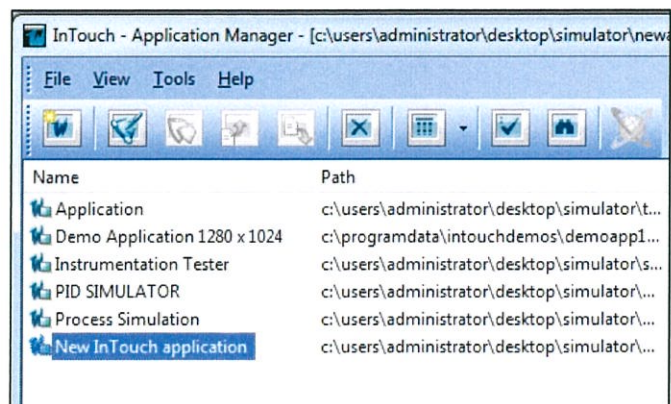 InTouch - Application Manager - [c:\users\administrator\desktop\simulator\newa
File View Tools Help
Name Path
Application c:\users\administrator\desktop\simulator\t...
Demo Application 1280 x 1024 c:\programdata\intouchdemos\demoapp1...
Instrumentation Tester c:\users\administrator\desktop\simulator\s...
PID SIMULATOR c:\users\administrator\desktop\simulator\...
Process Simulation c:\users\administrator\desktop\simulator\...
New InTouch application c:\users\administrator\desktop\simulator\...